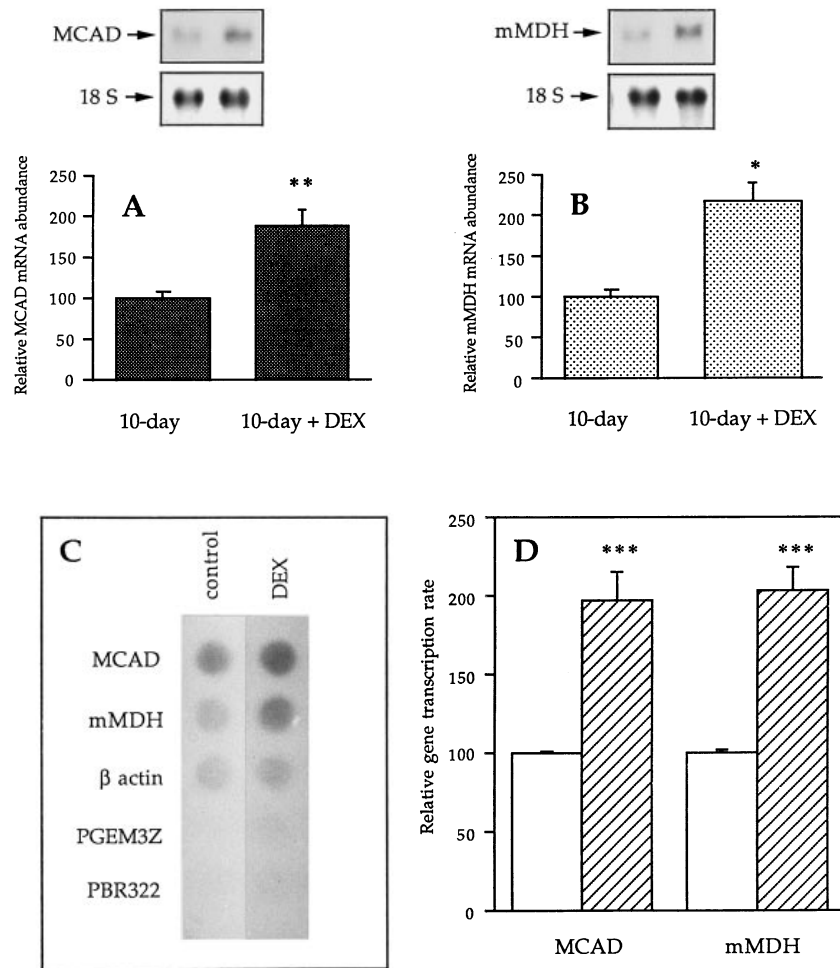 MCAD
18 S
Relative MCAD mRNA abundance
250
200
150
100
50
0
A
**
10-day
10-day + DEX
mMDH
18 S
Relative mMDH mRNA abundance
250
200
150
100
50
0
B
*
10-day
10-day + DEX
C
control
DEX
MCAD
mMDH
β actin
PGEM3Z
PBR322
D
Relative gene transcription rate
250
200
150
100
50
0
***
***
MCAD
mMDH